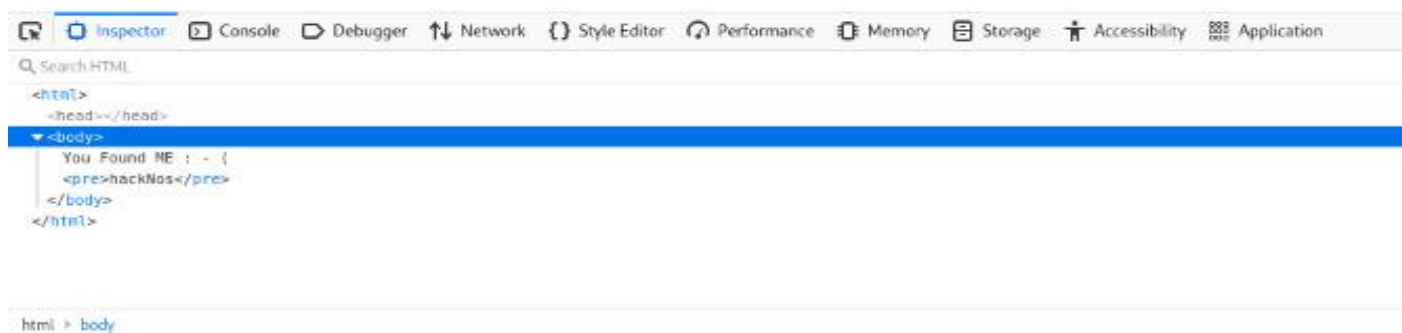 Inspector Console Debugger Network {} Style Editor Performance Memory Storage Accessibility Application
Search HTML
<html>
<head></head>
<body>
You Found ME : - (
<pre>hackNos</pre>
</body>
</html>
html > body